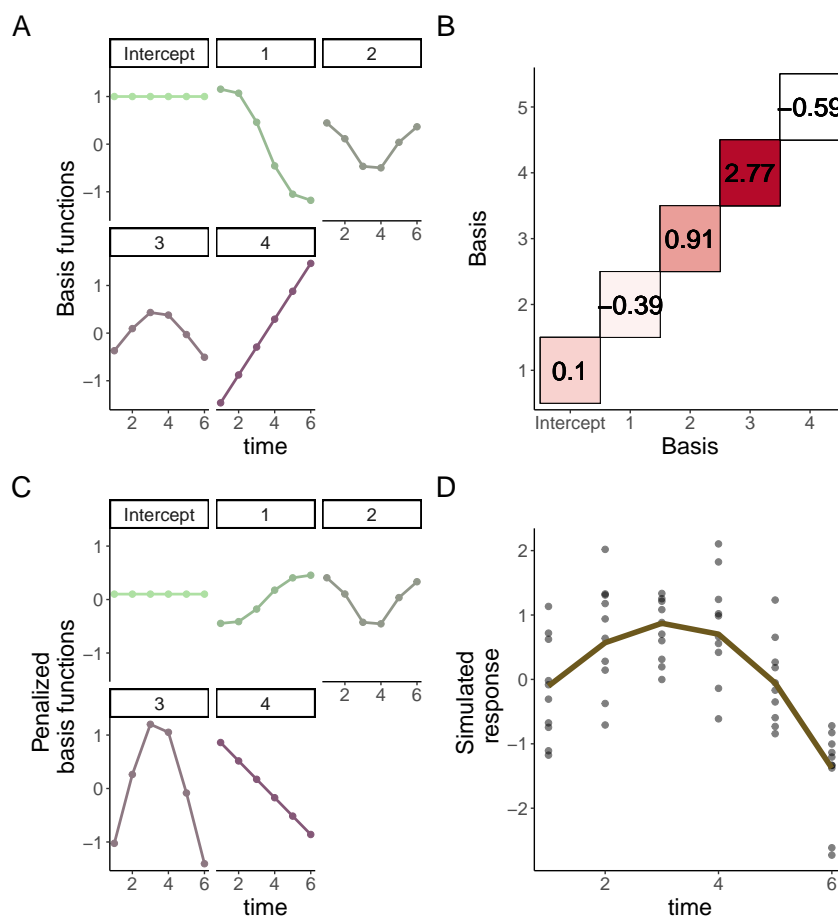 A
Intercept
1
2
1
0
−1
2 4 6
3
4
1
0
−1
2 4 6
2 4 6
Basis functions
time
B
5
4
3
2
1
−0.59
2.77
0.91
−0.39
0.1
Intercept 1 2 3 4
Basis
Basis
C
Intercept
1
2
1
0
−1
2 4 6
3
4
1
0
−1
2 4 6
2 4 6
Penalized
basis functions
time
D
2
1
0
−1
−2
2 4 6
Simulated
response
time